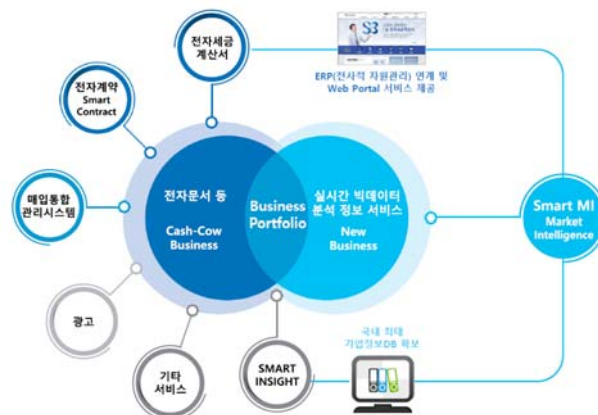 전자세금
계산서
전자계약
Smart
Contract
매입통합
관리시스템
광고
기타
서비스
SMART
INSIGHT
전자문서 등
Cash-Cow
Business
Business
Portfolio
실시간 빅데이터
분석 정보 서비스
New
Business
ERP(전사적 자원관리) 연계 및
Web Portal 서비스 제공
Smart MI
Market
Intelligence
국내 최대
기업정보DB 확보